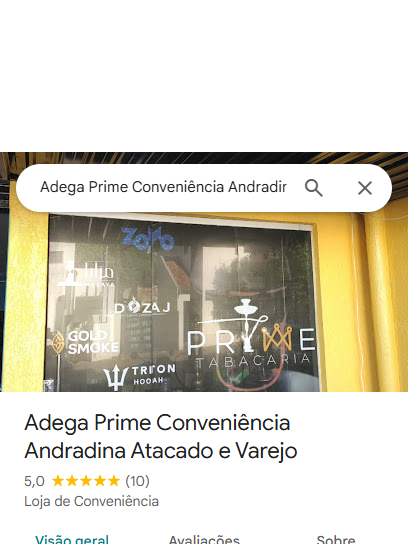 Adega Prime Conveniência Andradin
ZOMO
DOZAJ
GOLD
SMOKE
PRIME
TABACARIA
TRITON
HOOAH
Adega Prime Conveniência
Andradina Atacado e Varejo
5,0 ★★★★★ (10)
Loja de Conveniência
Visão geral Avaliações Sobre